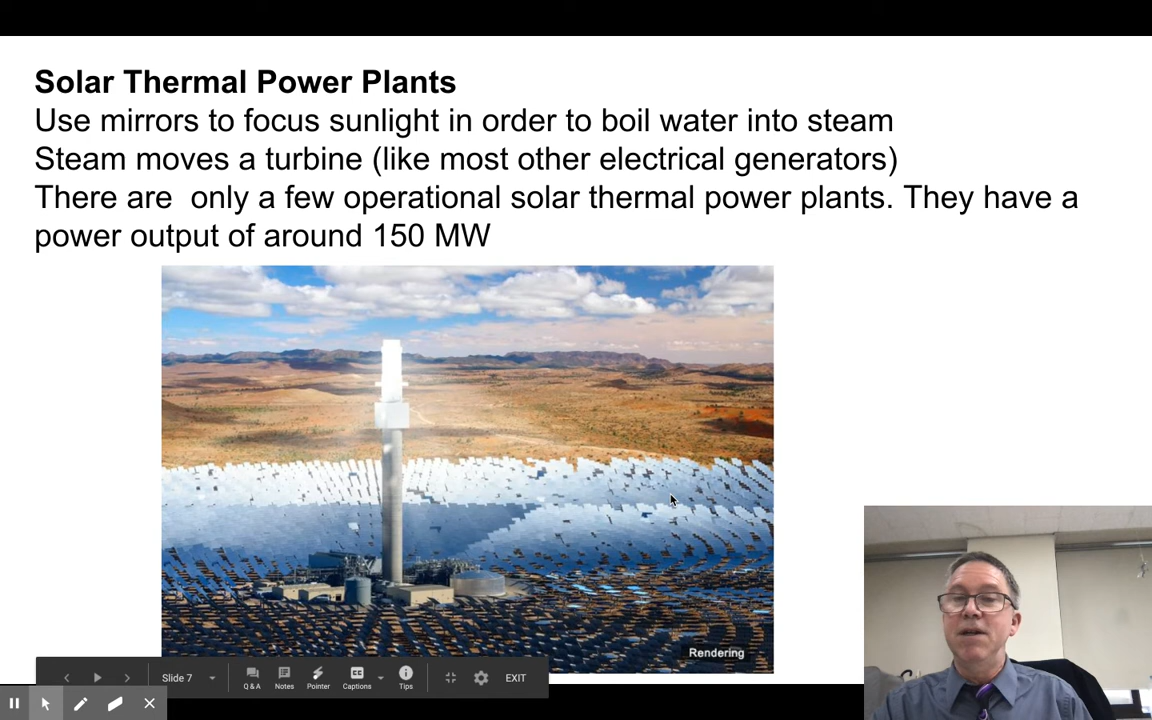 Solar Thermal Power Plants
Use mirrors to focus sunlight in order to boil water into steam
Steam moves a turbine (like most other electrical generators)
There are  only a few operational solar thermal power plants. They have a
power output of around 150 MW
Rendering
Slide 7
Q & A
Notes
Pointer
CC
Captions
Tips
EXIT